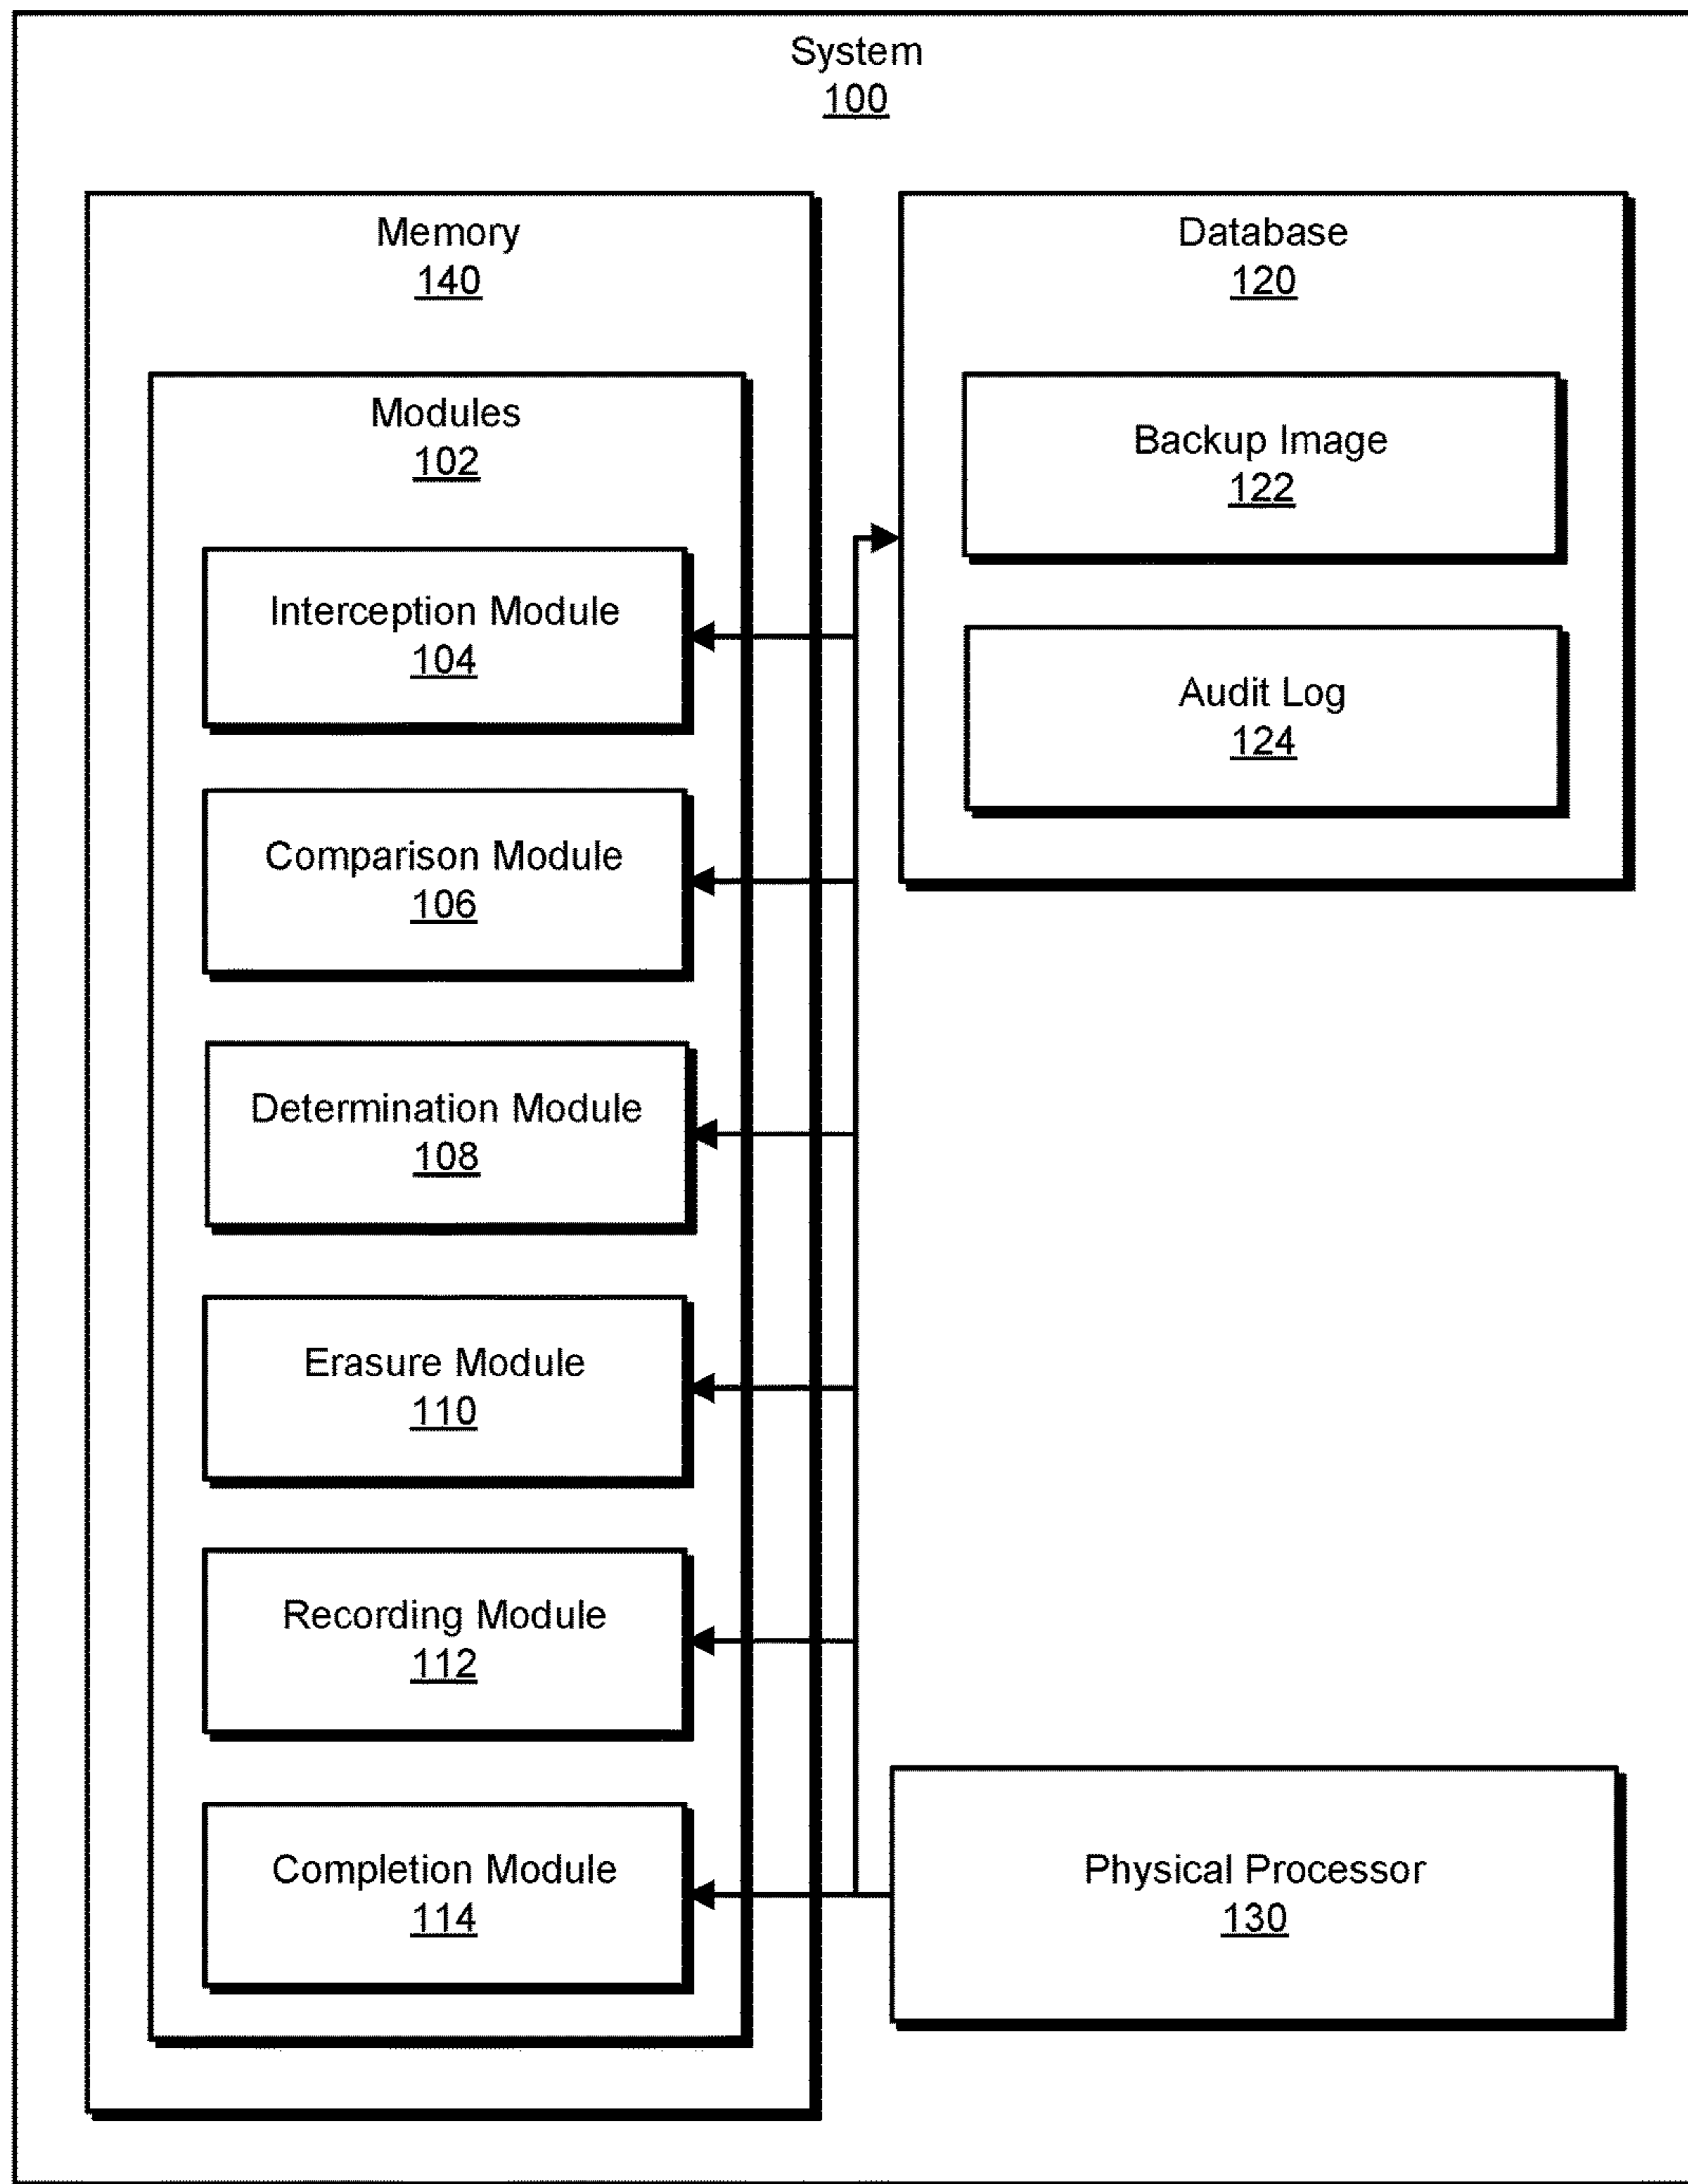 System
100
Memory
140
Modules
102
Interception Module
104
Comparison Module
106
Determination Module
108
Erasure Module
110
Recording Module
112
Completion Module
114
Database
120
Backup Image
122
Audit Log
124
Physical Processor
130